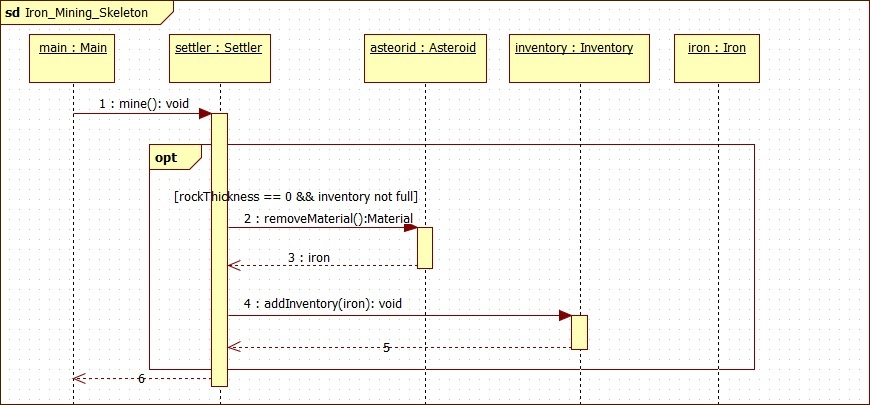 sd Iron_Mining_Skeleton
main : Main
settler : Settler
asteorid : Asteroid
inventory : Inventory
iron : Iron
1 : mine(): void
opt
[rockThickness == 0 && inventory not full]
2 : removeMaterial():Material
3 : iron
4 : addInventory(iron): void
5
6